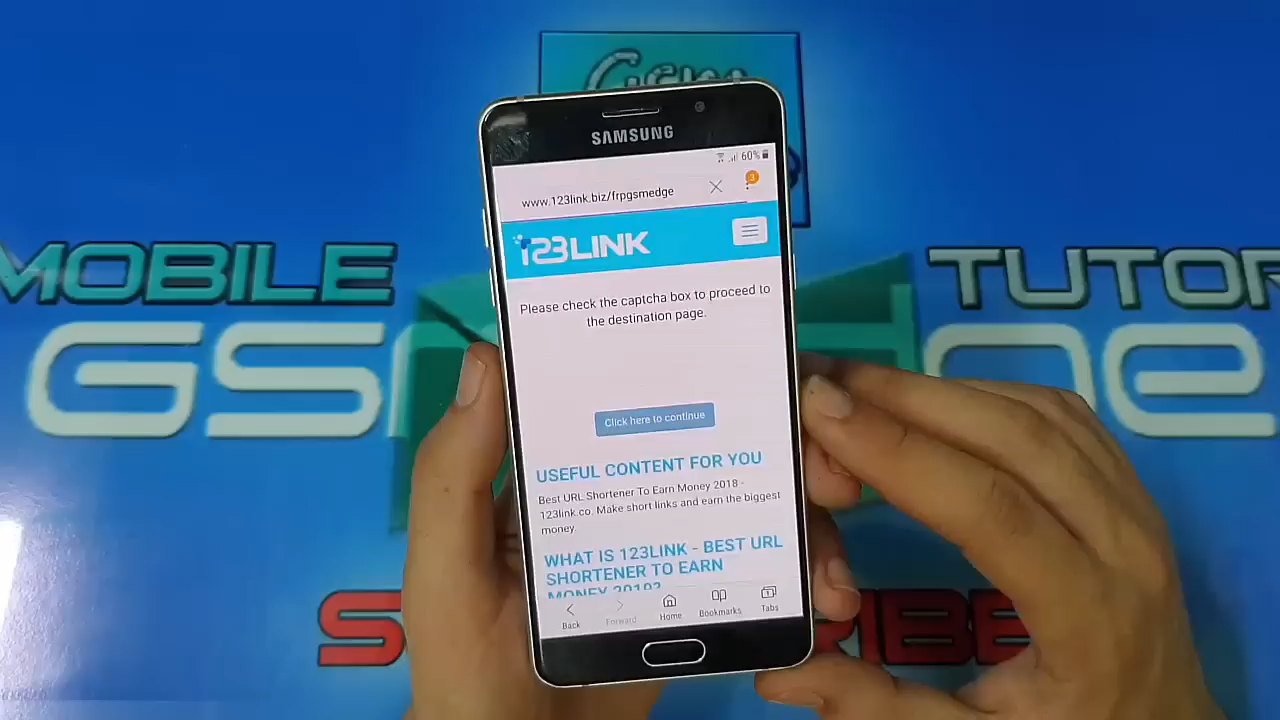 SAMSUNG
60%
www.123link.biz/frpgsmedge
3
123LINK
Please check the captcha box to proceed to
the destination page.
Click here to continue
USEFUL CONTENT FOR YOU
Best URL Shortener To Earn Money 2018 -
123link.co. Make short links and earn the biggest
money.
WHAT IS 123LINK - BEST URL
SHORTENER TO EARN
Back
Forward
Home
Bookmarks
1
Tabs
MOBILE
TUTOR
GSM